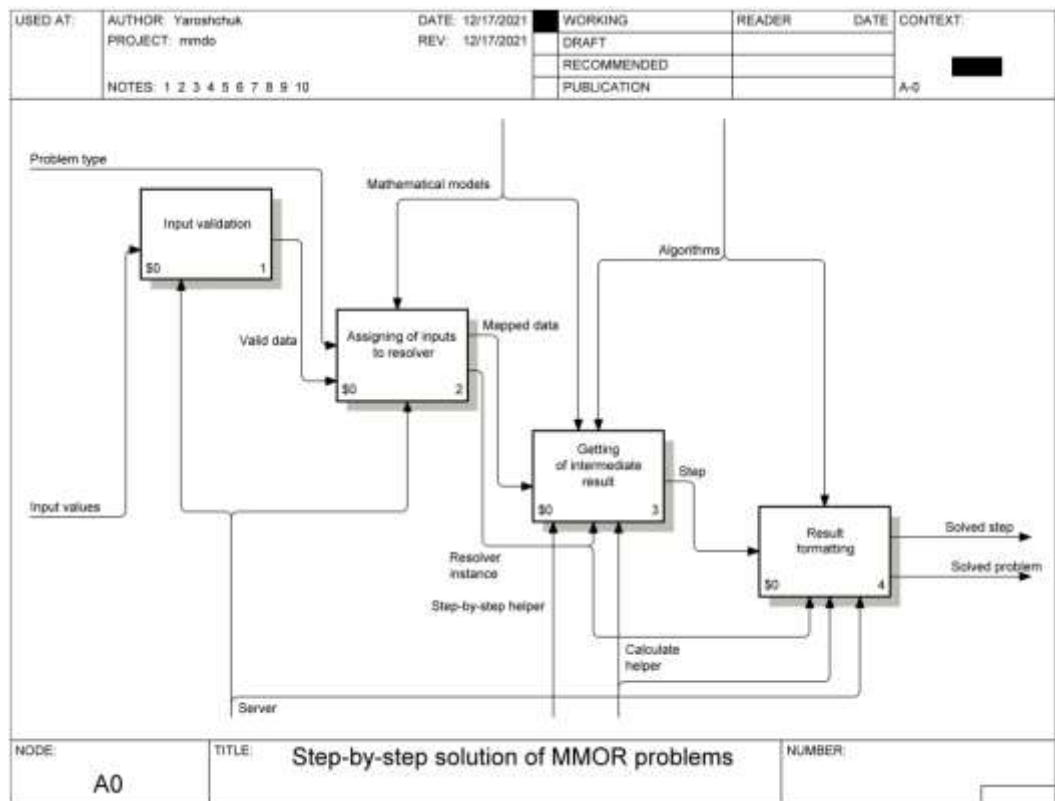 USED AT:
AUTHOR: Yaroshchuk
DATE: 12/17/2021
PROJECT: mmdo
REV: 12/17/2021
NOTES: 1 2 3 4 5 6 7 8 9 10
WORKING
DRAFT
RECOMMENDED
PUBLICATION
READER
DATE
CONTEXT:
A-0
Problem type
Mathematical models
Input validation
$0
1
Algorithms
Valid data
Assigning of inputs
to resolver
$0
2
Mapped data
Getting
of intermediate
result
$0
3
Step
Input values
Result
formatting
$0
4
Solved step
Solved problem
Resolver
instance
Step-by-step helper
Calculate
helper
Server
NODE:
A0
TITLE:
Step-by-step solution of MMOR problems
NUMBER: